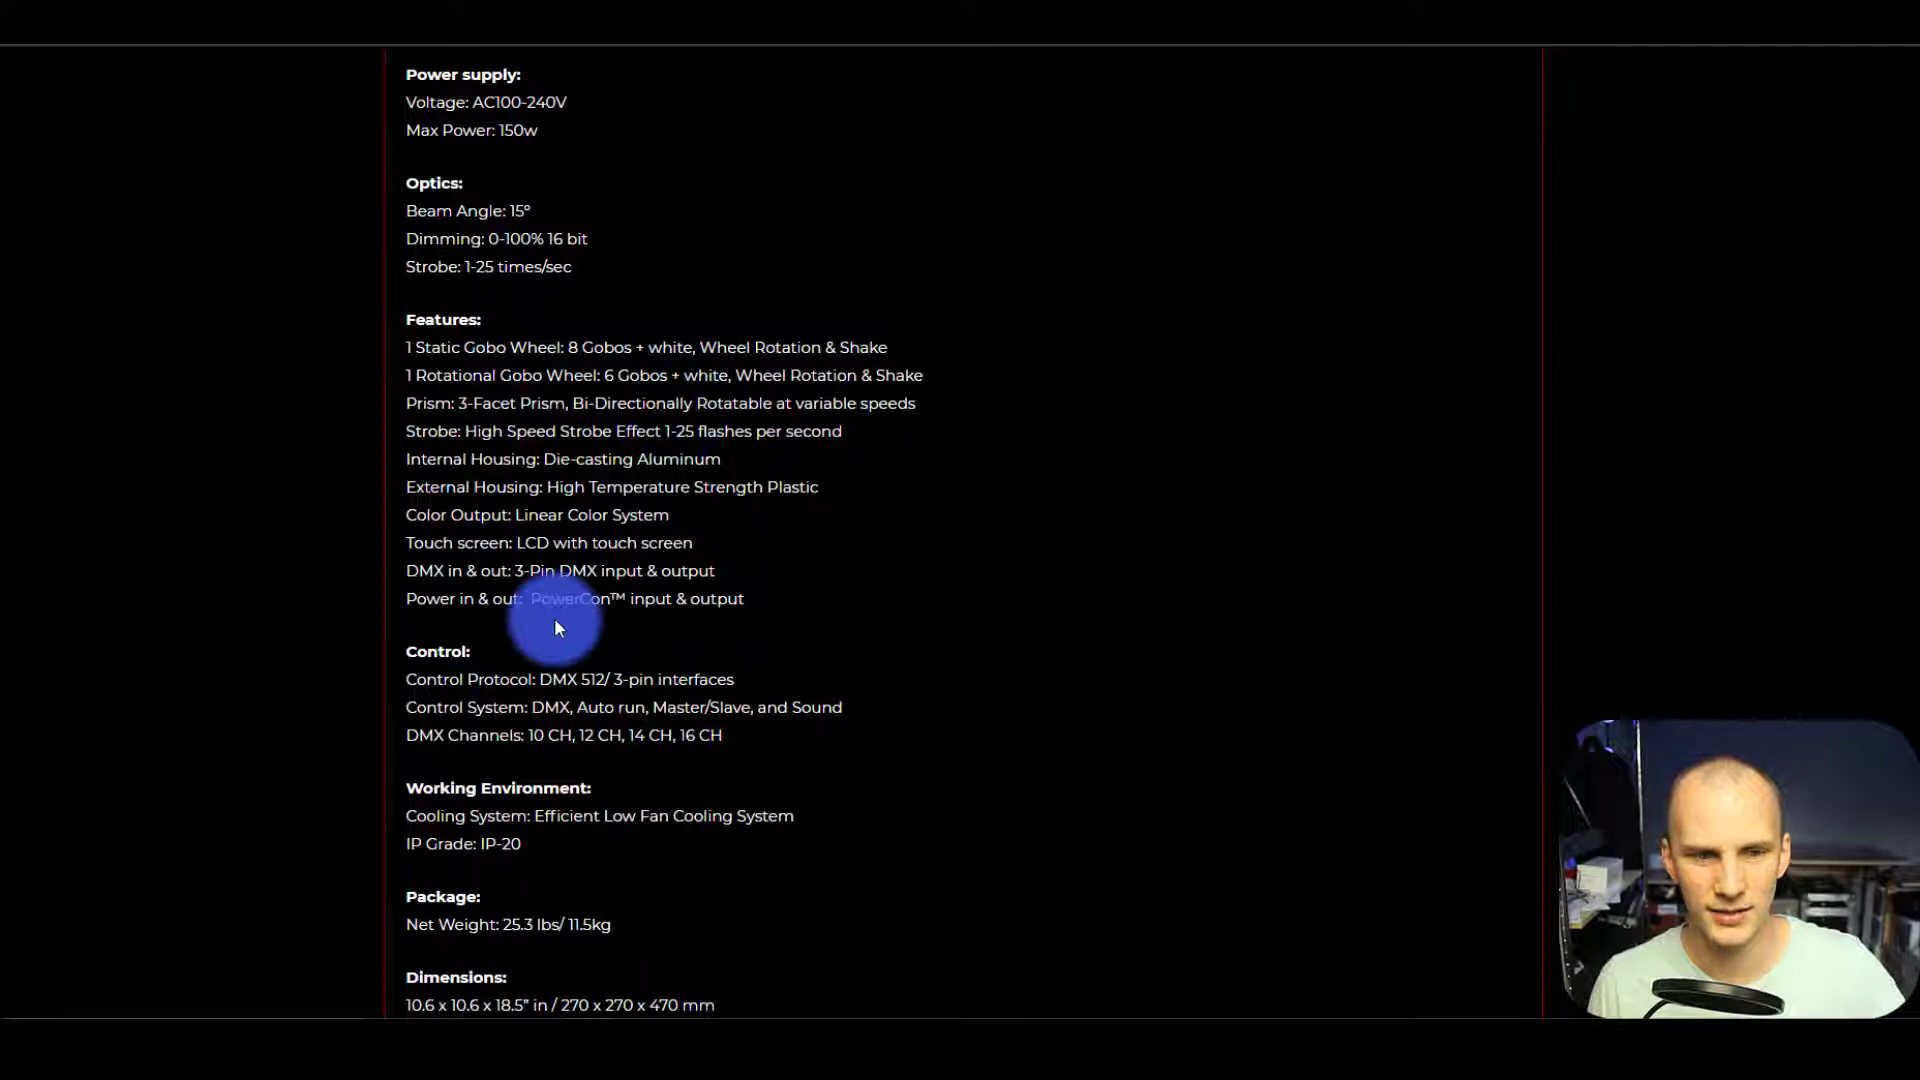 Power supply:
Voltage: AC100-240V
Max Power: 150w
Optics:
Beam Angle: 15º
Dimming: 0-100% 16 bit
Strobe: 1-25 times/sec
Features:
1 Static Gobo Wheel: 8 Gobos + white, Wheel Rotation & Shake
1 Rotational Gobo Wheel: 6 Gobos + white, Wheel Rotation & Shake
Prism: 3-Facet Prism, Bi-Directionally Rotatable at variable speeds
Strobe: High Speed Strobe Effect 1-25 flashes per second
Internal Housing: Die-casting Aluminum
External Housing: High Temperature Strength Plastic
Color Output: Linear Color System
Touch screen: LCD with touch screen
DMX in & out: 3-Pin DMX input & output
Power in & out: PowerCon™ input & output
Control:
Control Protocol: DMX 512/ 3-pin interfaces
Control System: DMX, Auto run, Master/Slave, and Sound
DMX Channels: 10 CH, 12 CH, 14 CH, 16 CH
Working Environment:
Cooling System: Efficient Low Fan Cooling System
IP Grade: IP-20
Package:
Net Weight: 25.3 lbs/ 11.5kg
Dimensions:
10.6 x 10.6 x 18.5" in / 270 x 270 x 470 mm